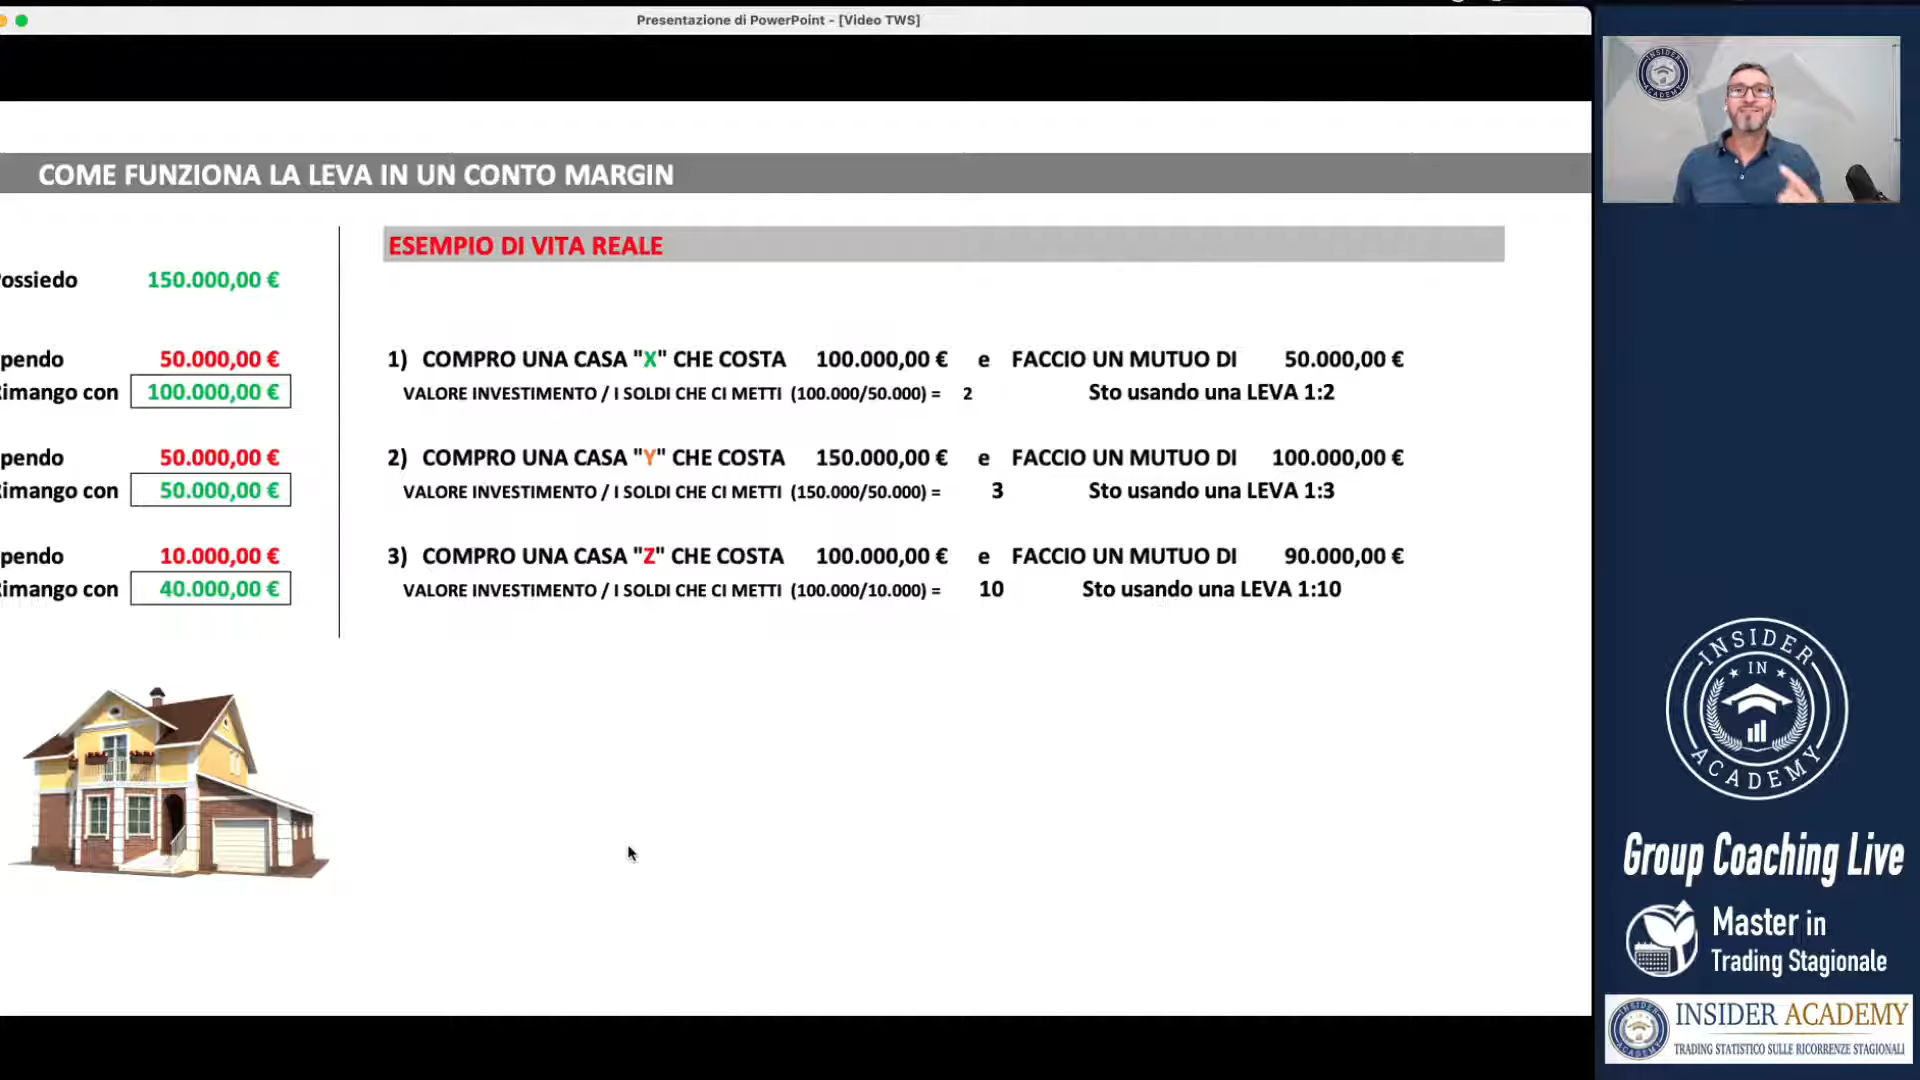 Presentazione di PowerPoint - [Video TWS]
COME FUNZIONA LA LEVA IN UN CONTO MARGIN
ESEMPIO DI VITA REALE
ossiedo 150.000,00 €
pendo 50.000,00 €
imango con 100.000,00 €
pendo 50.000,00 €
imango con 50.000,00 €
pendo 10.000,00 €
imango con 40.000,00 €
1) COMPRO UNA CASA "X" CHE COSTA 100.000,00 € e FACCIO UN MUTUO DI 50.000,00 €
VALORE INVESTIMENTO / I SOLDI CHE CI METTI (100.000/50.000) = 2 Sto usando una LEVA 1:2
2) COMPRO UNA CASA "Y" CHE COSTA 150.000,00 € e FACCIO UN MUTUO DI 100.000,00 €
VALORE INVESTIMENTO / I SOLDI CHE CI METTI (150.000/50.000) = 3 Sto usando una LEVA 1:3
3) COMPRO UNA CASA "Z" CHE COSTA 100.000,00 € e FACCIO UN MUTUO DI 90.000,00 €
VALORE INVESTIMENTO / I SOLDI CHE CI METTI (100.000/10.000) = 10 Sto usando una LEVA 1:10
INSIDER
ACADEMY
INSIDER
IN
ACADEMY
Group Coaching Live
Master in
Trading Stagionale
INSIDER ACADEMY
TRADING STATISTICO SULLE RICORRENZE STAGIONALI